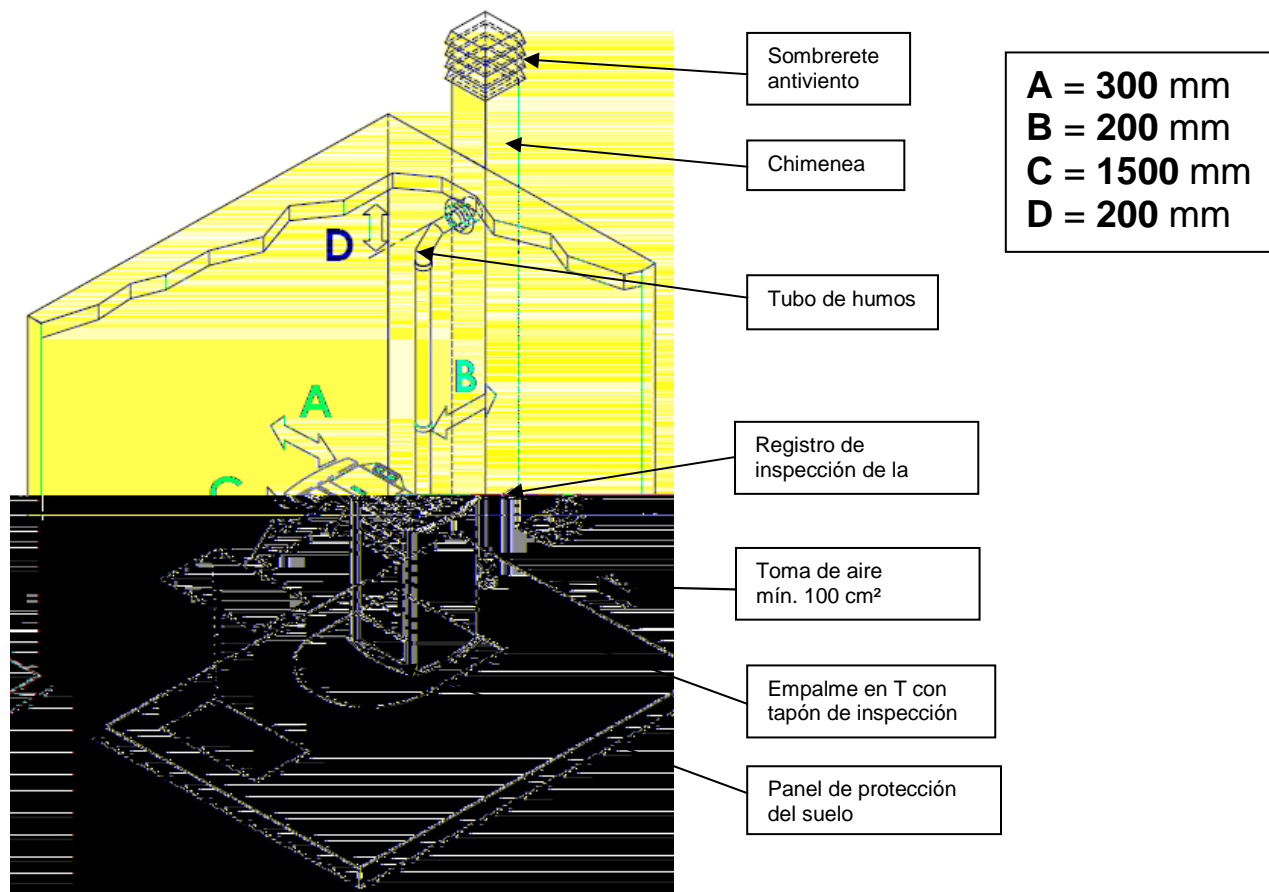 Sombrerete
antiviento
A = 300 mm
B = 200 mm
C = 1500 mm
D = 200 mm
Chimenea
D
Tubo de humos
B
A
Registro de
inspección de la
C
Toma de aire
mín. 100 cm²
Empalme en T con
tapón de inspección
Panel de protección
del suelo